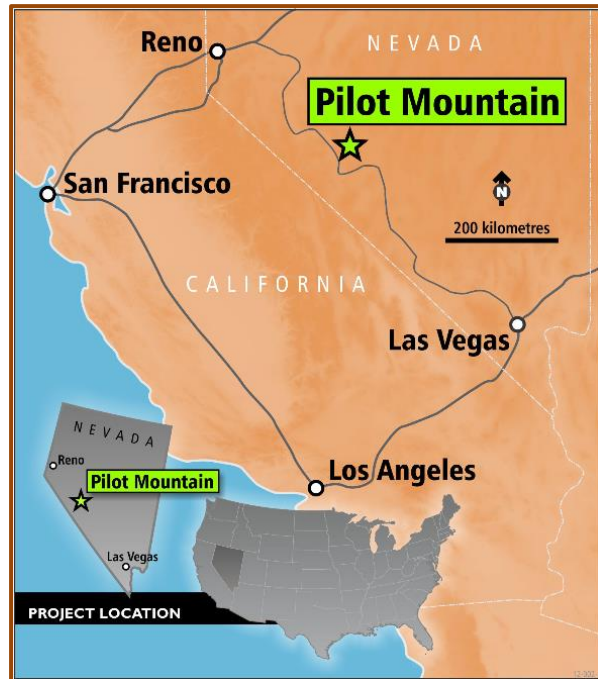 Reno
NEVADA
Pilot Mountain
San Francisco
N
200 kilometres
CALIFORNIA
Las Vegas
Los Angeles
NEVADA
Reno
Pilot Mountain
Las Vegas
PROJECT LOCATION